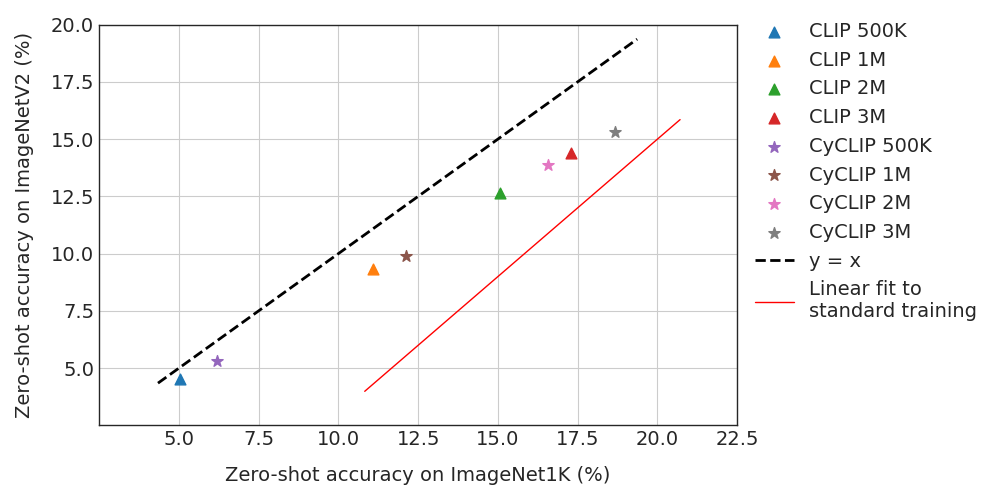 20.0
17.5
15.0
12.5
10.0
7.5
5.0
Zero-shot accuracy on ImageNetV2 (%)
5.0
7.5
10.0
12.5
15.0
17.5
20.0
22.5
Zero-shot accuracy on ImageNet1K (%)
CLIP 500K
CLIP 1M
CLIP 2M
CLIP 3M
CyCLIP 500K
CyCLIP 1M
CyCLIP 2M
CyCLIP 3M
y = x
Linear fit to
standard training